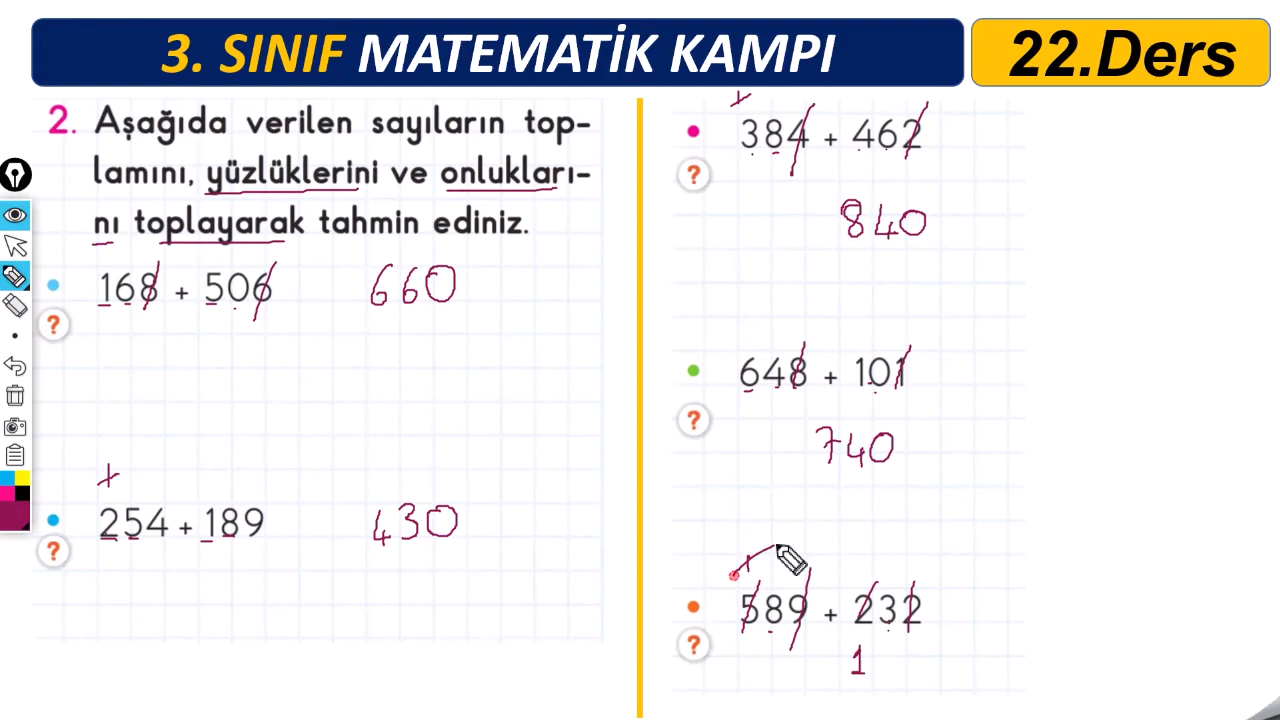 3. SINIF MATEMATİK KAMPI
22.Ders
2. Aşağıda verilen sayıların top-
lamını, yüzlüklerini ve onlukları-
nı toplayarak tahmin ediniz.
168 + 506 660
?
+
254 + 189 430
?
+
384 + 462
?
840
648 + 101
?
740
+
589 + 232
?
1